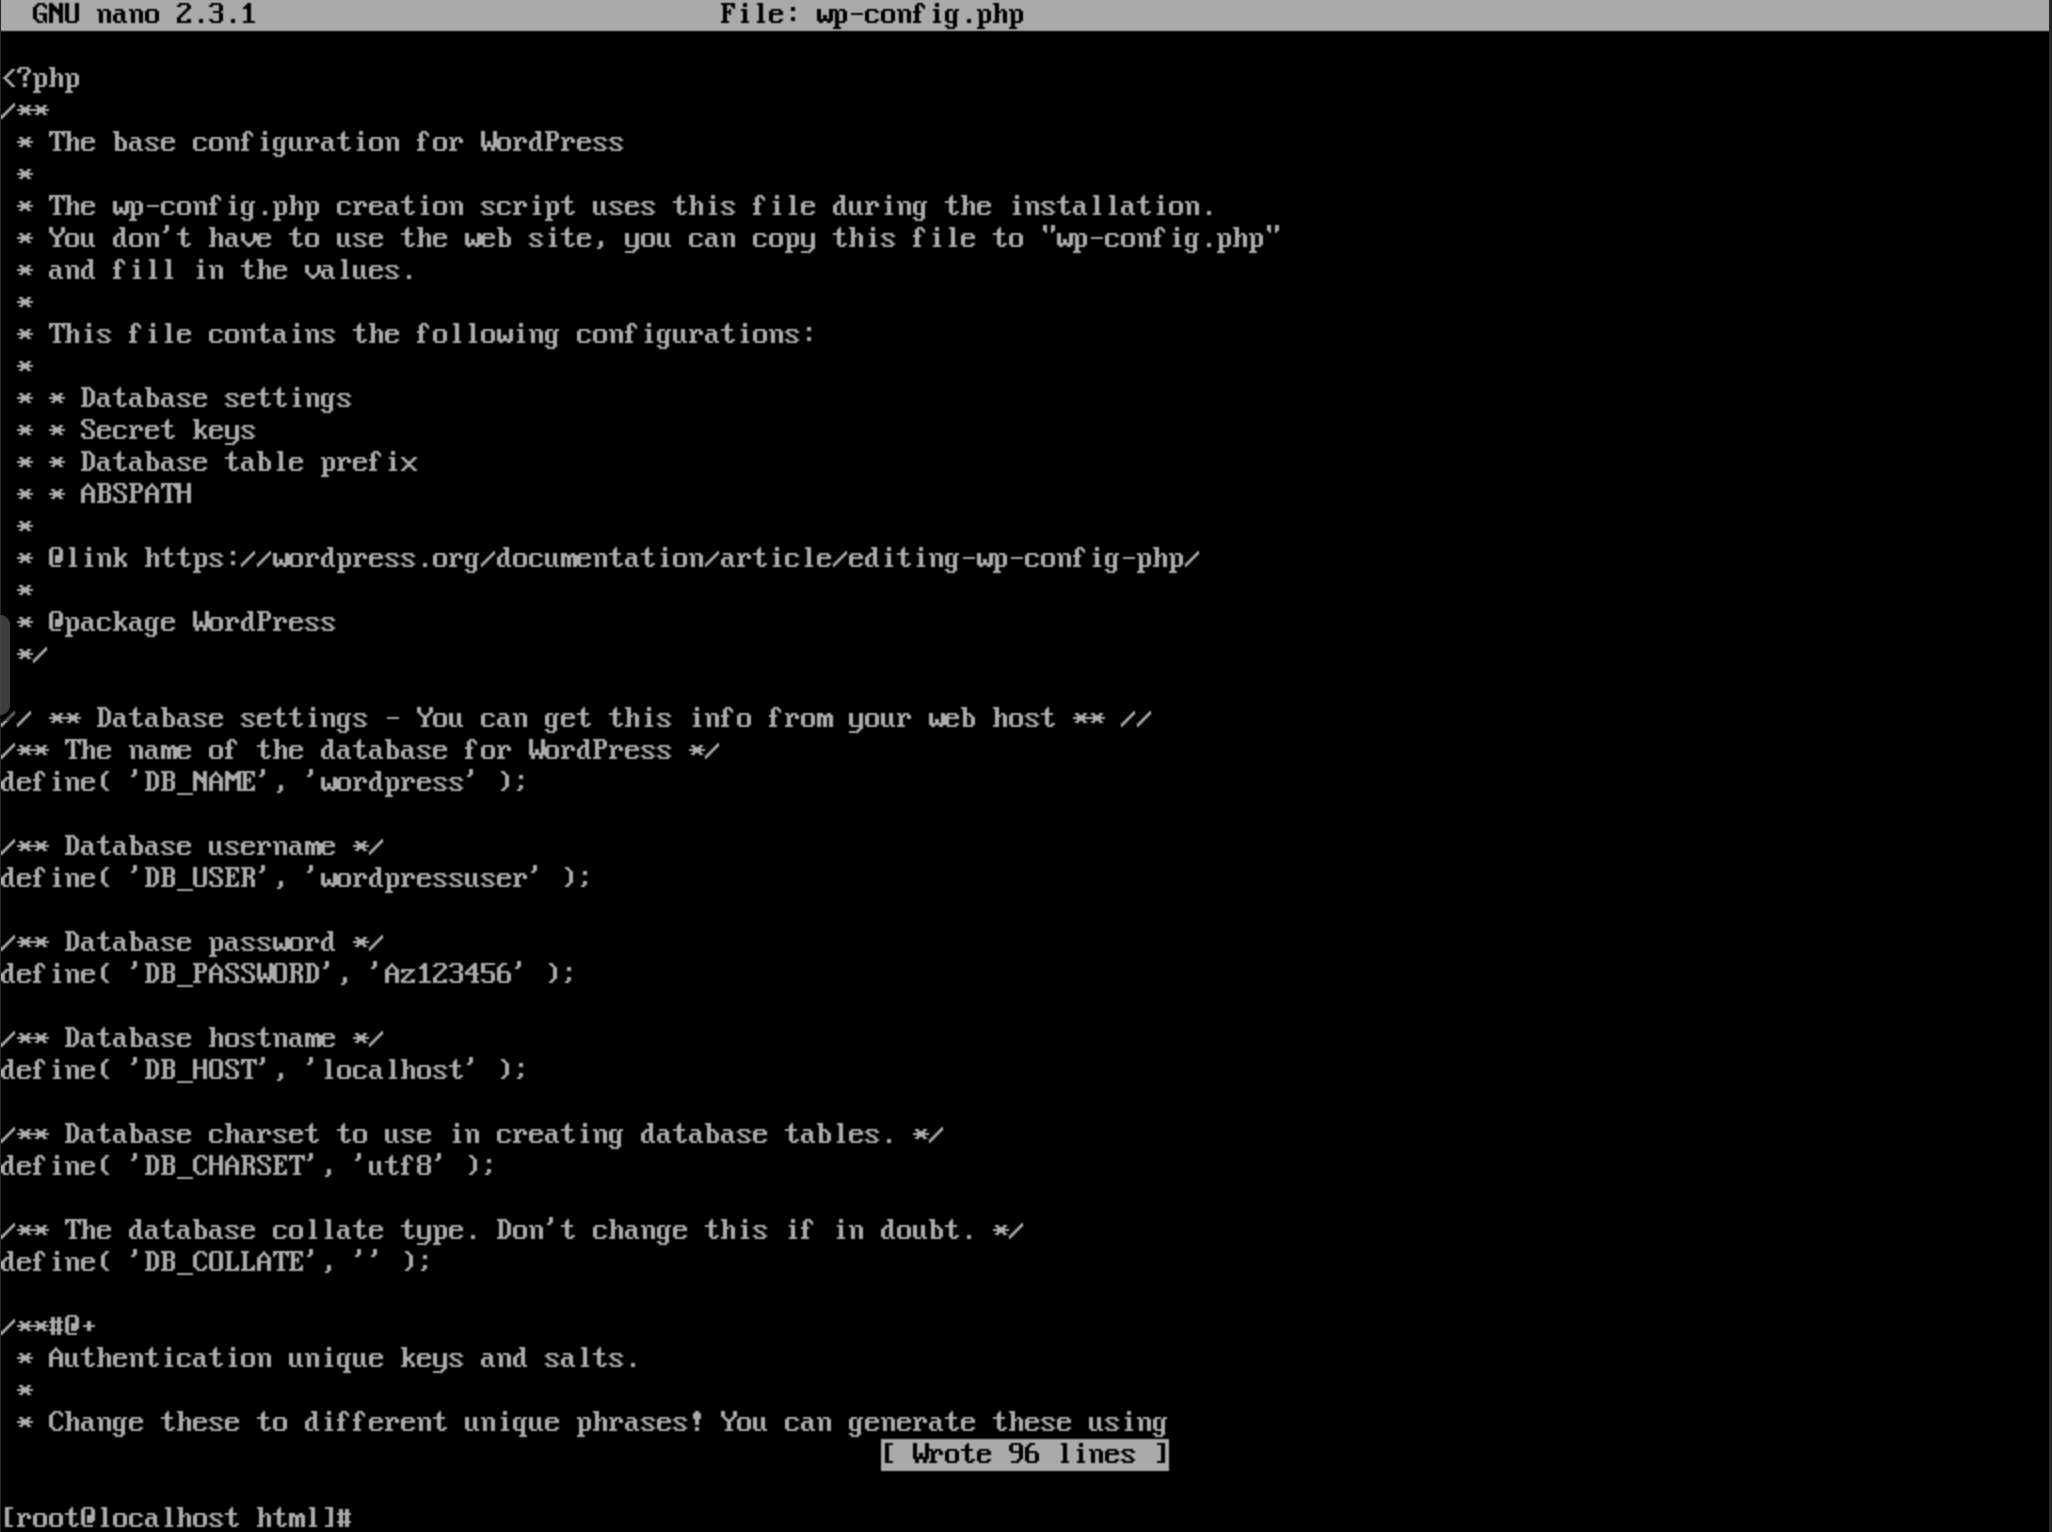 GNU nano 2.3.1 File: wp-config.php
<?php
/**
 * The base configuration for WordPress
 *
 * The wp-config.php creation script uses this file during the installation.
 * You don't have to use the web site, you can copy this file to "wp-config.php"
 * and fill in the values.
 *
 * This file contains the following configurations:
 *
 * * Database settings
 * * Secret keys
 * * Database table prefix
 * * ABSPATH
 *
 * @link https://wordpress.org/documentation/article/editing-wp-config-php/
 *
 * @package WordPress
 */
// ** Database settings - You can get this info from your web host ** //
/** The name of the database for WordPress */
define( 'DB_NAME', 'wordpress' );
/** Database username */
define( 'DB_USER', 'wordpressuser' );
/** Database password */
define( 'DB_PASSWORD', 'Az123456' );
/** Database hostname */
define( 'DB_HOST', 'localhost' );
/** Database charset to use in creating database tables. */
define( 'DB_CHARSET', 'utf8' );
/** The database collate type. Don't change this if in doubt. */
define( 'DB_COLLATE', '' );
/**#@+
 * Authentication unique keys and salts.
 *
 * Change these to different unique phrases! You can generate these using
[ Wrote 96 lines ]
[root@localhost html]#